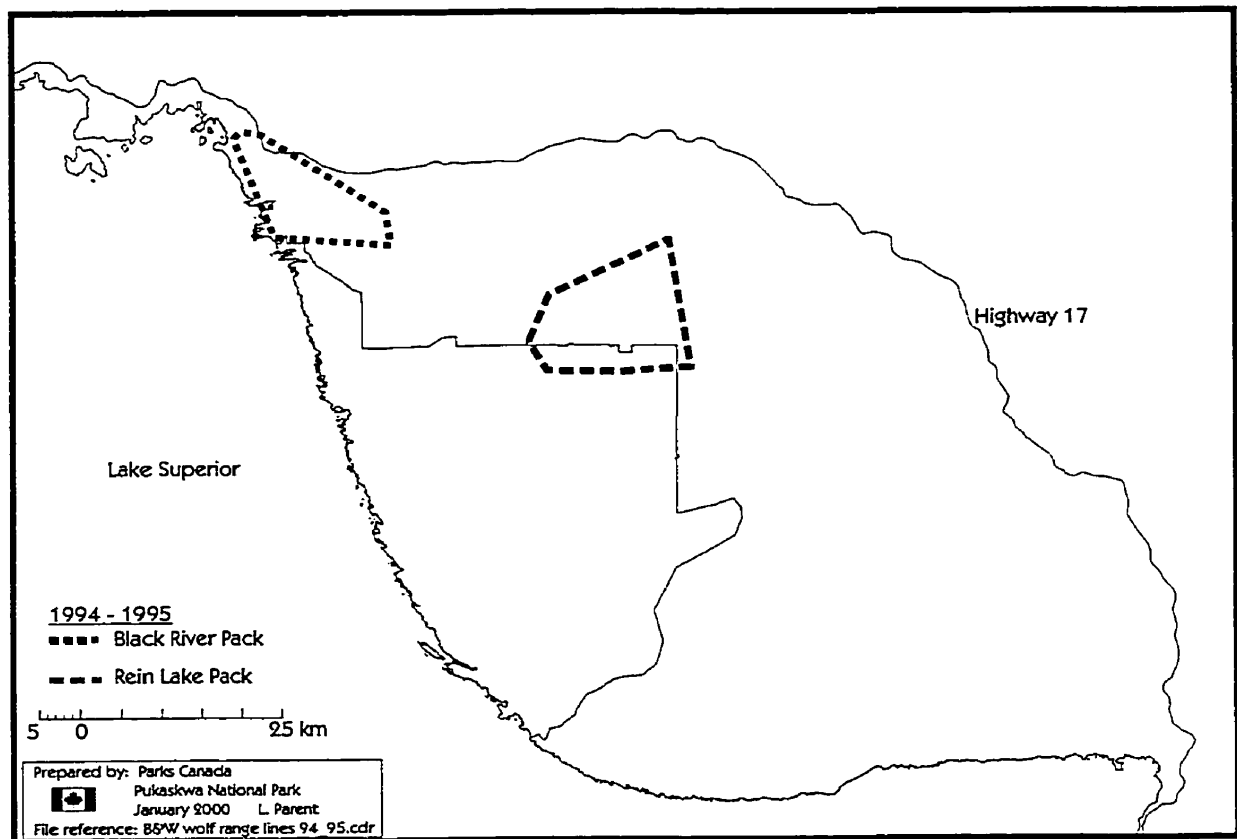 Highway 17
Lake Superior
1994 - 1995
Black River Pack
Rein Lake Pack
5 0 25 km
Prepared by: Parks Canada
Pukaskwa National Park
January 2000 L. Parent
File reference: B&W wolf range lines 94_95.cdr